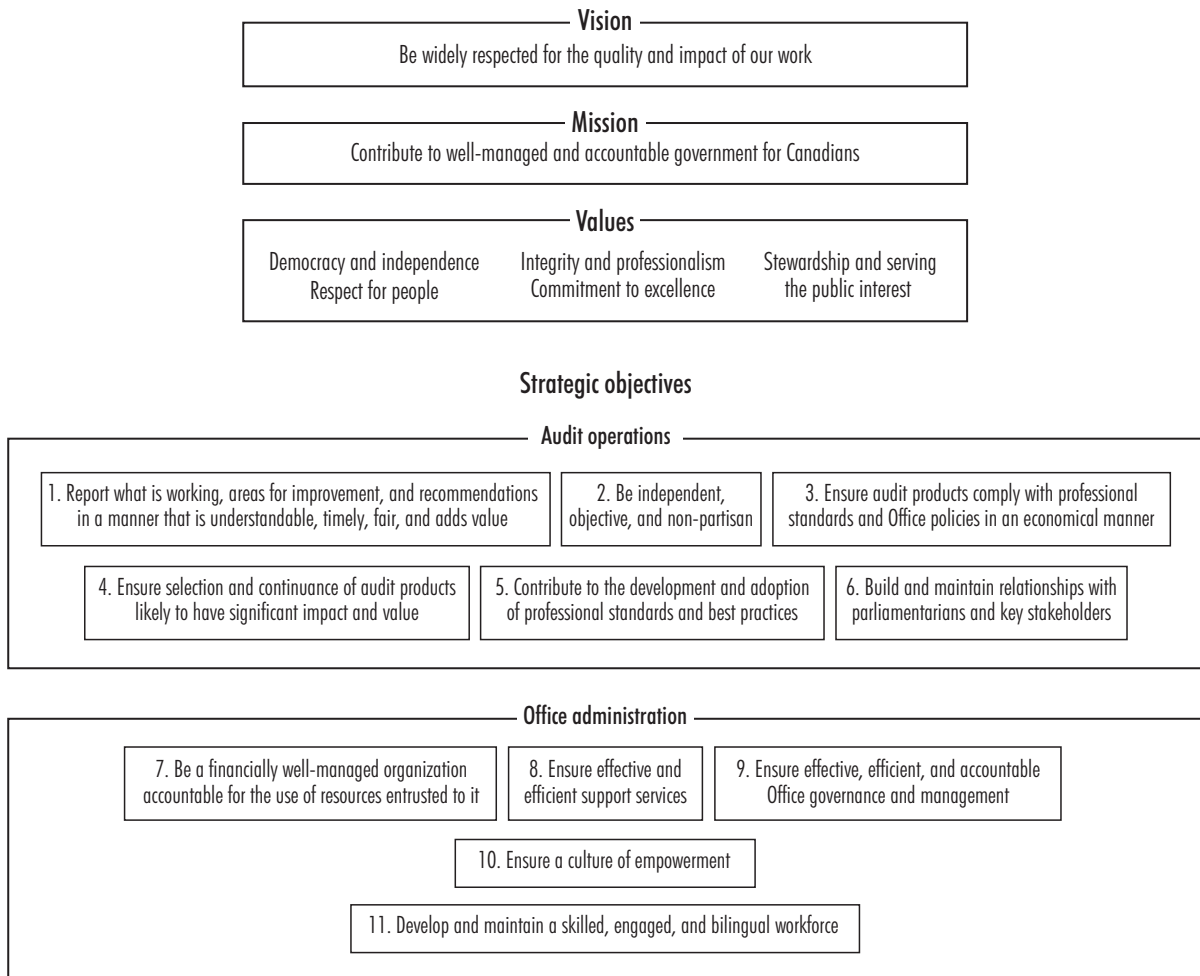 Vision
Be widely respected for the quality and impact of our work
Mission
Contribute to well-managed and accountable government for Canadians
Values
Democracy and independence
Respect for people
Integrity and professionalism
Commitment to excellence
Stewardship and serving
the public interest
Strategic objectives
Audit operations
1. Report what is working, areas for improvement, and recommendations
in a manner that is understandable, timely, fair, and adds value
2. Be independent,
objective, and non-partisan
3. Ensure audit products comply with professional
standards and Office policies in an economical manner
4. Ensure selection and continuance of audit products
likely to have significant impact and value
5. Contribute to the development and adoption
of professional standards and best practices
6. Build and maintain relationships with
parliamentarians and key stakeholders
Office administration
7. Be a financially well-managed organization
accountable for the use of resources entrusted to it
8. Ensure effective and
efficient support services
9. Ensure effective, efficient, and accountable
Office governance and management
10. Ensure a culture of empowerment
11. Develop and maintain a skilled, engaged, and bilingual workforce